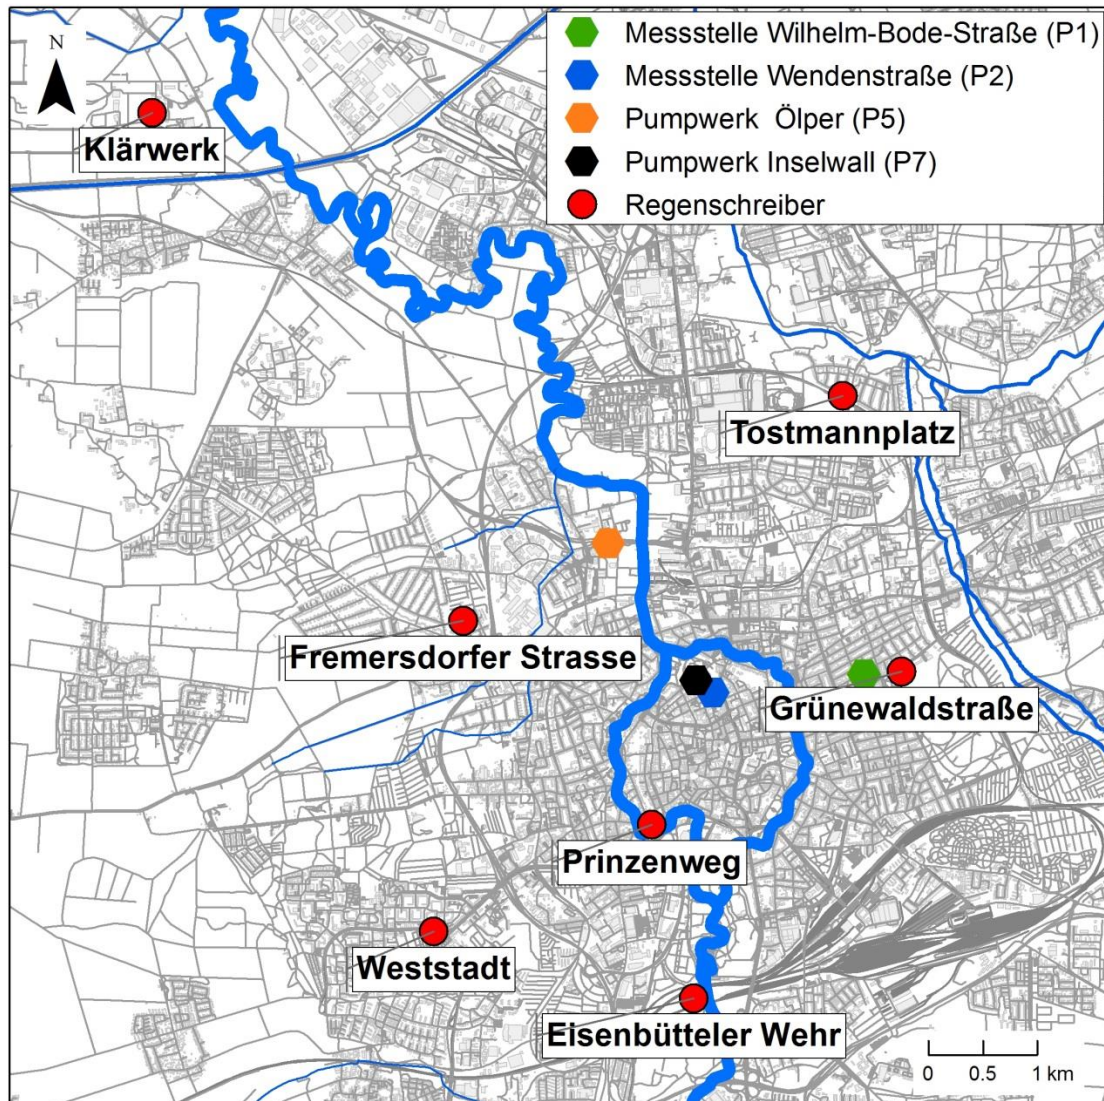 N
Messstelle Wilhelm-Bode-Straße (P1)
Messstelle Wendenstraße (P2)
Pumpwerk Ölper (P5)
Pumpwerk Inselwall (P7)
Regenschreiber
Klärwerk
Tostmannplatz
Fremersdorfer Strasse
Grünewaldstraße
Prinzenweg
Weststadt
Eisenbütteler Wehr
0 0.5 1 km